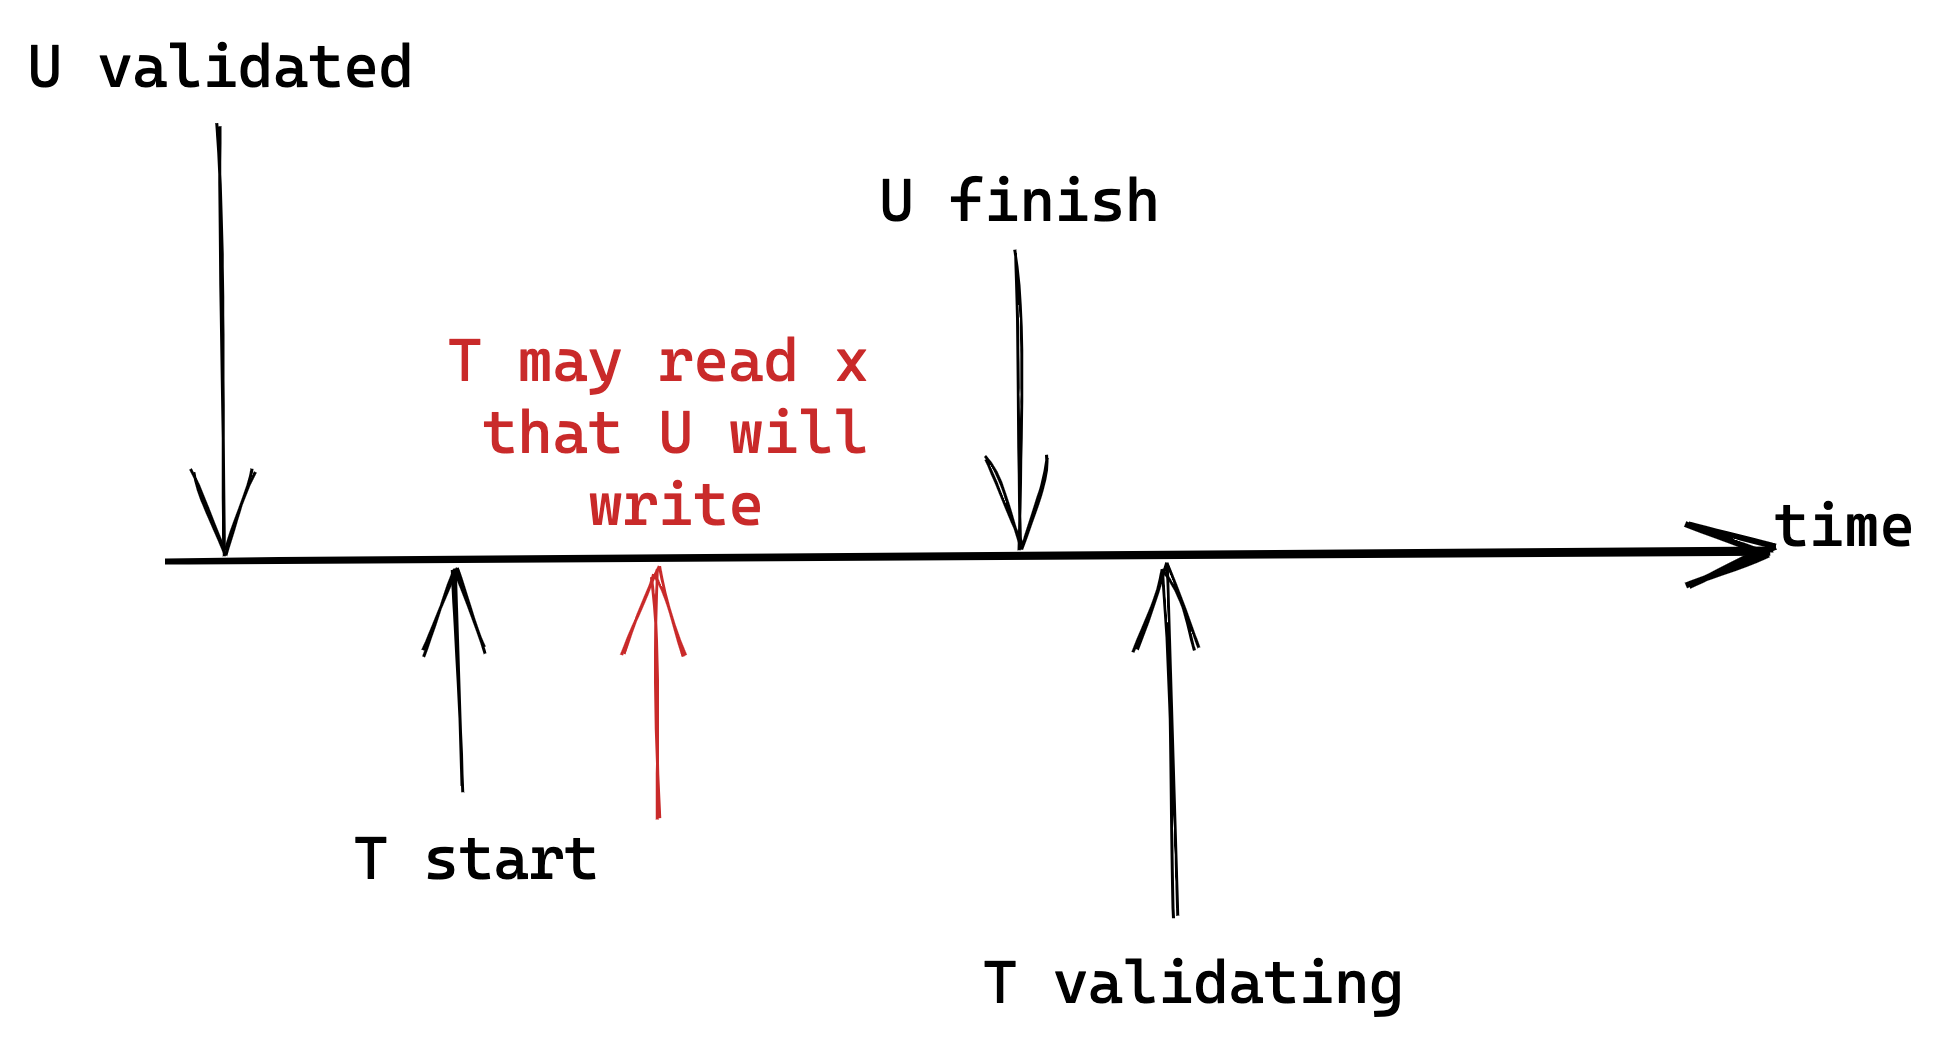 U validated
U finish
T may read x
that U will
write
time
T start
T validating